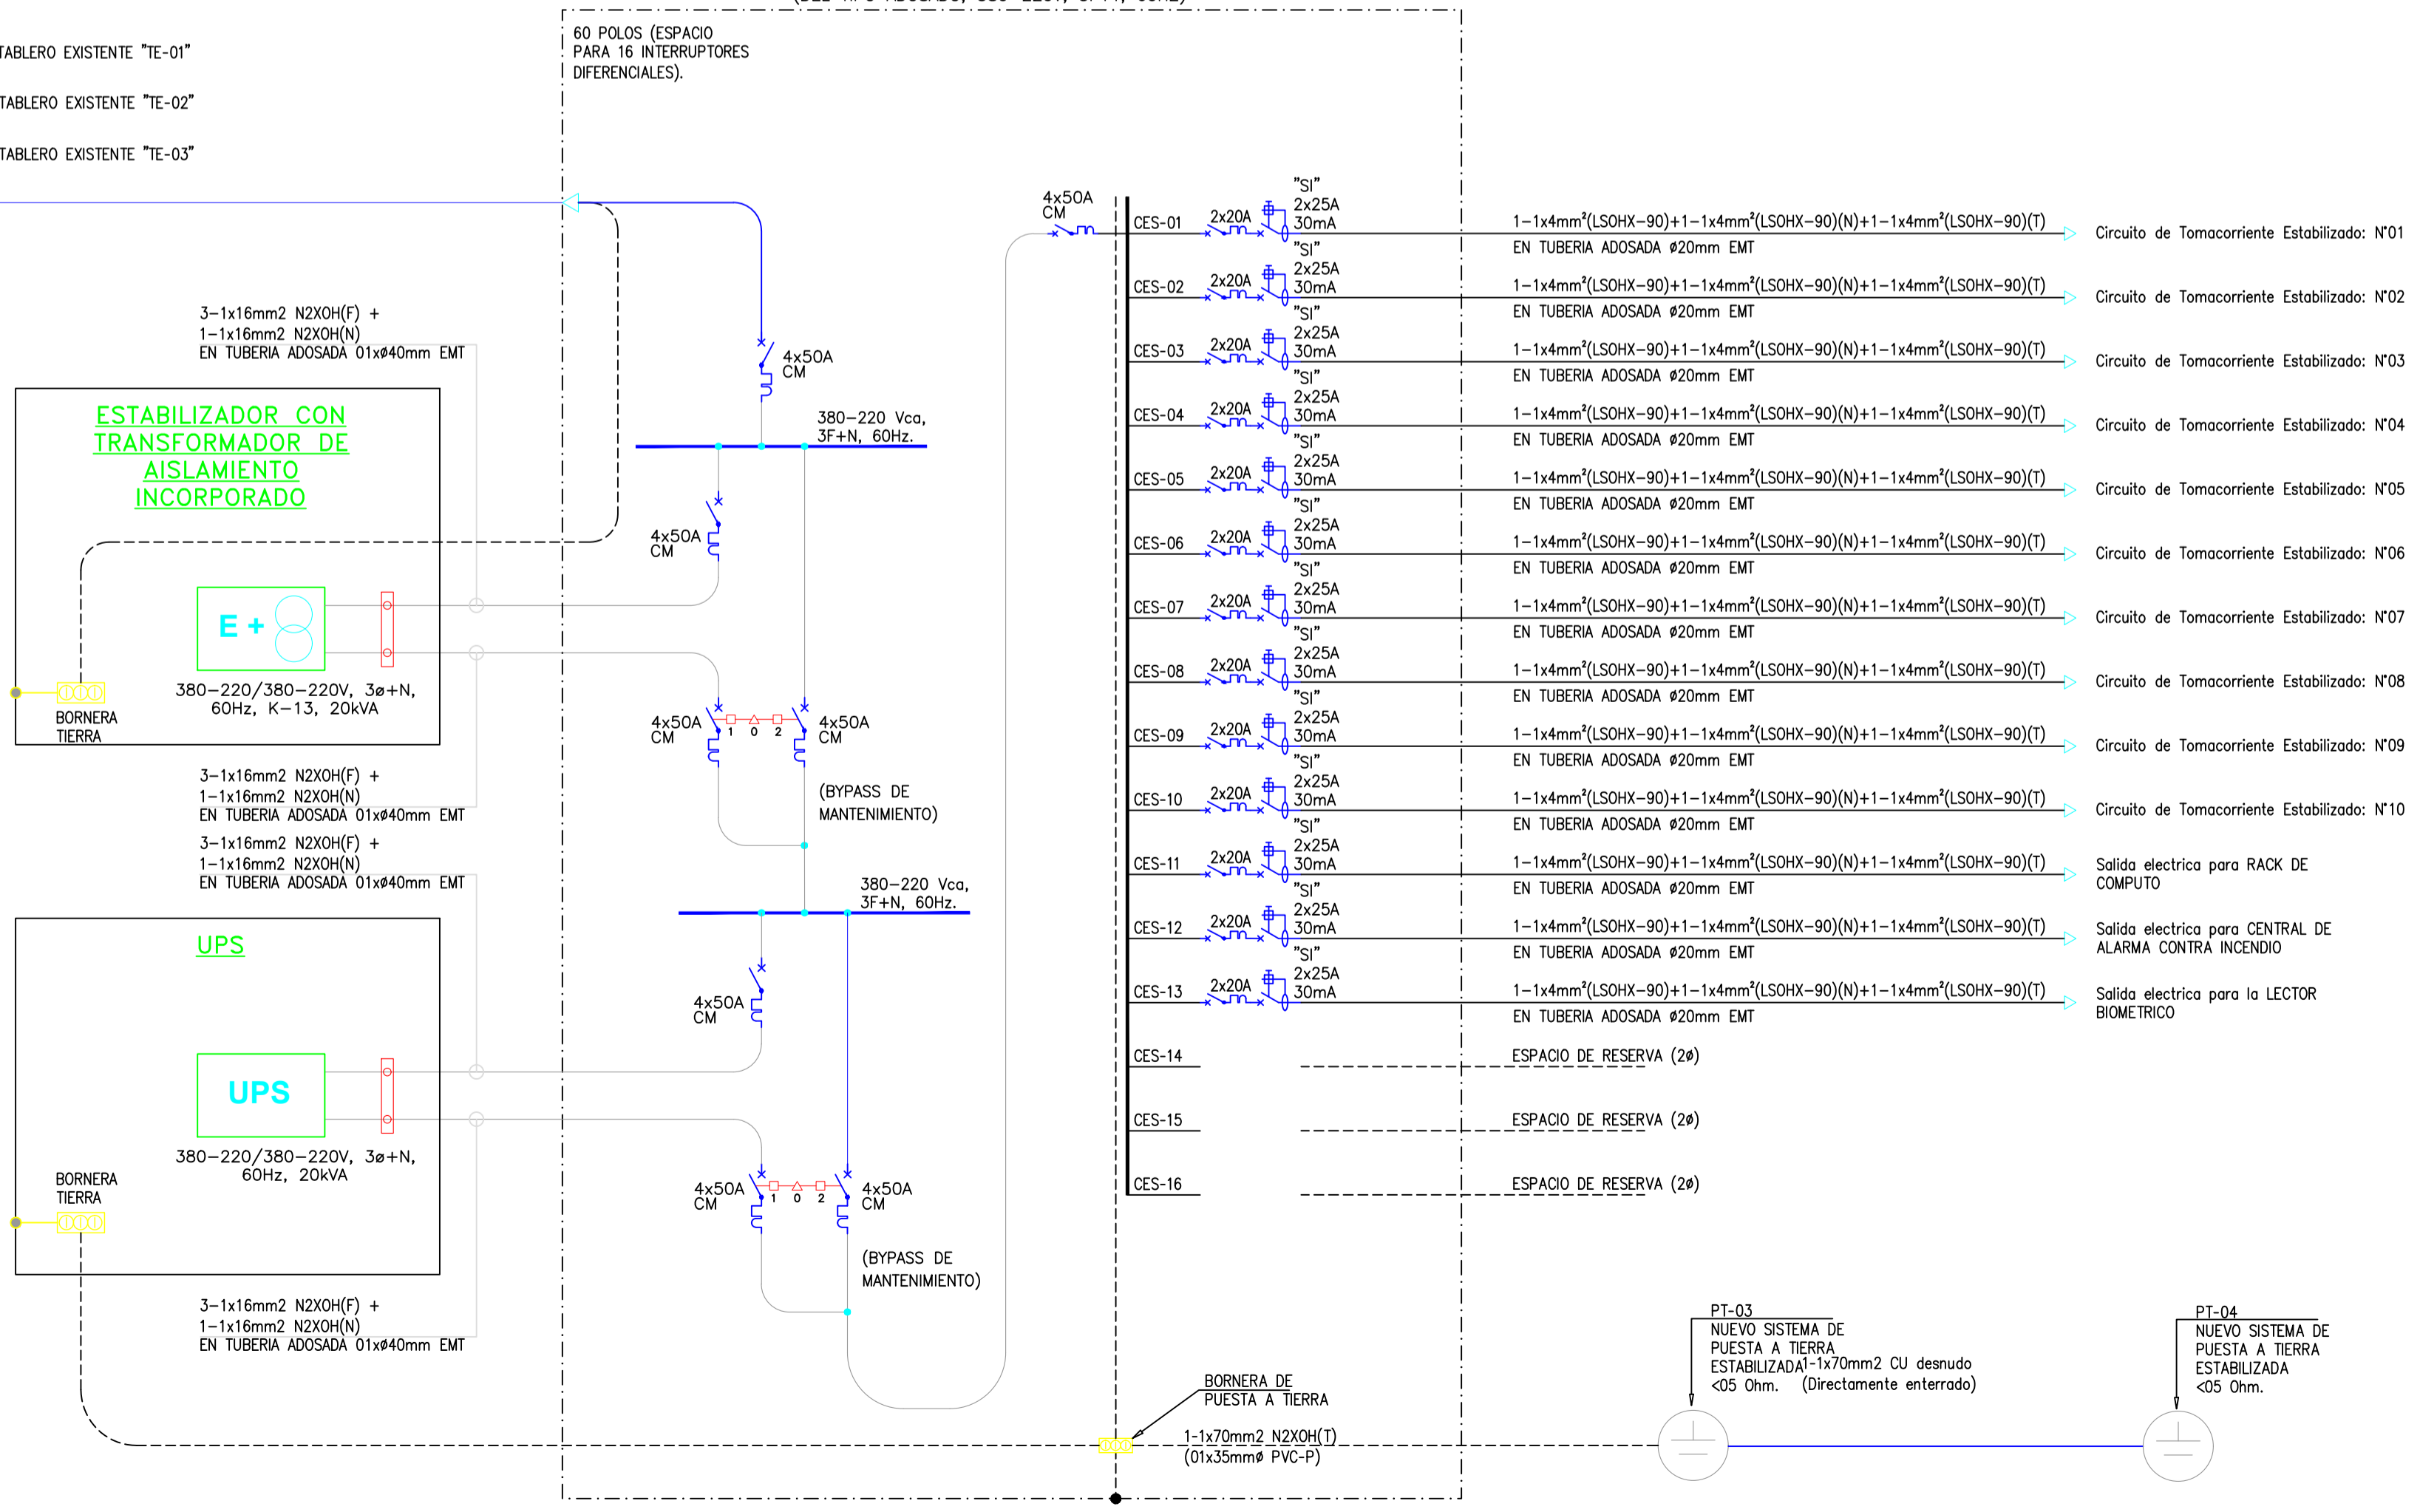 60 POLOS (ESPACIO
PARA 16 INTERRUPTORES
DIFERENCIALES).
TABLERO EXISTENTE "TE-01"
TABLERO EXISTENTE "TE-02"
TABLERO EXISTENTE "TE-03"
3-1x16mm2 N2XOH(F) +
1-1x16mm2 N2XOH(N)
EN TUBERIA ADOSADA 01xø40mm EMT
ESTABILIZADOR CON
TRANSFORMADOR DE
AISLAMIENTO
INCORPORADO
E +
380-220/380-220V, 3ø+N,
60Hz, K-13, 20kVA
BORNERA
TIERRA
3-1x16mm2 N2XOH(F) +
1-1x16mm2 N2XOH(N)
EN TUBERIA ADOSADA 01xø40mm EMT
3-1x16mm2 N2XOH(F) +
1-1x16mm2 N2XOH(N)
EN TUBERIA ADOSADA 01xø40mm EMT
UPS
UPS
380-220/380-220V, 3ø+N,
60Hz, 20kVA
BORNERA
TIERRA
3-1x16mm2 N2XOH(F) +
1-1x16mm2 N2XOH(N)
EN TUBERIA ADOSADA 01xø40mm EMT
4x50A
CM
380-220 Vca,
3F+N, 60Hz.
4x50A
CM
4x50A
CM
1 0 2
4x50A
CM
(BYPASS DE
MANTENIMIENTO)
380-220 Vca,
3F+N, 60Hz.
4x50A
CM
4x50A
CM
1 0 2
4x50A
CM
(BYPASS DE
MANTENIMIENTO)
4x50A
CM
CES-01 2x20A "SI"
2x25A
30mA
1-1x4mm²(LSOHX-90)+1-1x4mm²(LSOHX-90)(N)+1-1x4mm²(LSOHX-90)(T)
EN TUBERIA ADOSADA ø20mm EMT
Circuito de Tomacorriente Estabilizado: N°01
CES-02 2x20A "SI"
2x25A
30mA
1-1x4mm²(LSOHX-90)+1-1x4mm²(LSOHX-90)(N)+1-1x4mm²(LSOHX-90)(T)
EN TUBERIA ADOSADA ø20mm EMT
Circuito de Tomacorriente Estabilizado: N°02
CES-03 2x20A "SI"
2x25A
30mA
1-1x4mm²(LSOHX-90)+1-1x4mm²(LSOHX-90)(N)+1-1x4mm²(LSOHX-90)(T)
EN TUBERIA ADOSADA ø20mm EMT
Circuito de Tomacorriente Estabilizado: N°03
CES-04 2x20A "SI"
2x25A
30mA
1-1x4mm²(LSOHX-90)+1-1x4mm²(LSOHX-90)(N)+1-1x4mm²(LSOHX-90)(T)
EN TUBERIA ADOSADA ø20mm EMT
Circuito de Tomacorriente Estabilizado: N°04
CES-05 2x20A "SI"
2x25A
30mA
1-1x4mm²(LSOHX-90)+1-1x4mm²(LSOHX-90)(N)+1-1x4mm²(LSOHX-90)(T)
EN TUBERIA ADOSADA ø20mm EMT
Circuito de Tomacorriente Estabilizado: N°05
CES-06 2x20A "SI"
2x25A
30mA
1-1x4mm²(LSOHX-90)+1-1x4mm²(LSOHX-90)(N)+1-1x4mm²(LSOHX-90)(T)
EN TUBERIA ADOSADA ø20mm EMT
Circuito de Tomacorriente Estabilizado: N°06
CES-07 2x20A "SI"
2x25A
30mA
1-1x4mm²(LSOHX-90)+1-1x4mm²(LSOHX-90)(N)+1-1x4mm²(LSOHX-90)(T)
EN TUBERIA ADOSADA ø20mm EMT
Circuito de Tomacorriente Estabilizado: N°07
CES-08 2x20A "SI"
2x25A
30mA
1-1x4mm²(LSOHX-90)+1-1x4mm²(LSOHX-90)(N)+1-1x4mm²(LSOHX-90)(T)
EN TUBERIA ADOSADA ø20mm EMT
Circuito de Tomacorriente Estabilizado: N°08
CES-09 2x20A "SI"
2x25A
30mA
1-1x4mm²(LSOHX-90)+1-1x4mm²(LSOHX-90)(N)+1-1x4mm²(LSOHX-90)(T)
EN TUBERIA ADOSADA ø20mm EMT
Circuito de Tomacorriente Estabilizado: N°09
CES-10 2x20A "SI"
2x25A
30mA
1-1x4mm²(LSOHX-90)+1-1x4mm²(LSOHX-90)(N)+1-1x4mm²(LSOHX-90)(T)
EN TUBERIA ADOSADA ø20mm EMT
Circuito de Tomacorriente Estabilizado: N°10
CES-11 2x20A "SI"
2x25A
30mA
1-1x4mm²(LSOHX-90)+1-1x4mm²(LSOHX-90)(N)+1-1x4mm²(LSOHX-90)(T)
EN TUBERIA ADOSADA ø20mm EMT
Salida electrica para RACK DE
COMPUTO
CES-12 2x20A "SI"
2x25A
30mA
1-1x4mm²(LSOHX-90)+1-1x4mm²(LSOHX-90)(N)+1-1x4mm²(LSOHX-90)(T)
EN TUBERIA ADOSADA ø20mm EMT
Salida electrica para CENTRAL DE
ALARMA CONTRA INCENDIO
CES-13 2x20A "SI"
2x25A
30mA
1-1x4mm²(LSOHX-90)+1-1x4mm²(LSOHX-90)(N)+1-1x4mm²(LSOHX-90)(T)
EN TUBERIA ADOSADA ø20mm EMT
Salida electrica para la LECTOR
BIOMETRICO
CES-14 ESPACIO DE RESERVA (2ø)
CES-15 ESPACIO DE RESERVA (2ø)
CES-16 ESPACIO DE RESERVA (2ø)
BORNERA DE
PUESTA A TIERRA
1-1x70mm2 N2XOH(T)
(01x35mmø PVC-P)
PT-03
NUEVO SISTEMA DE
PUESTA A TIERRA
ESTABILIZADA
<05 Ohm.
1-1x70mm2 CU desnudo
(Directamente enterrado)
PT-04
NUEVO SISTEMA DE
PUESTA A TIERRA
ESTABILIZADA
<05 Ohm.